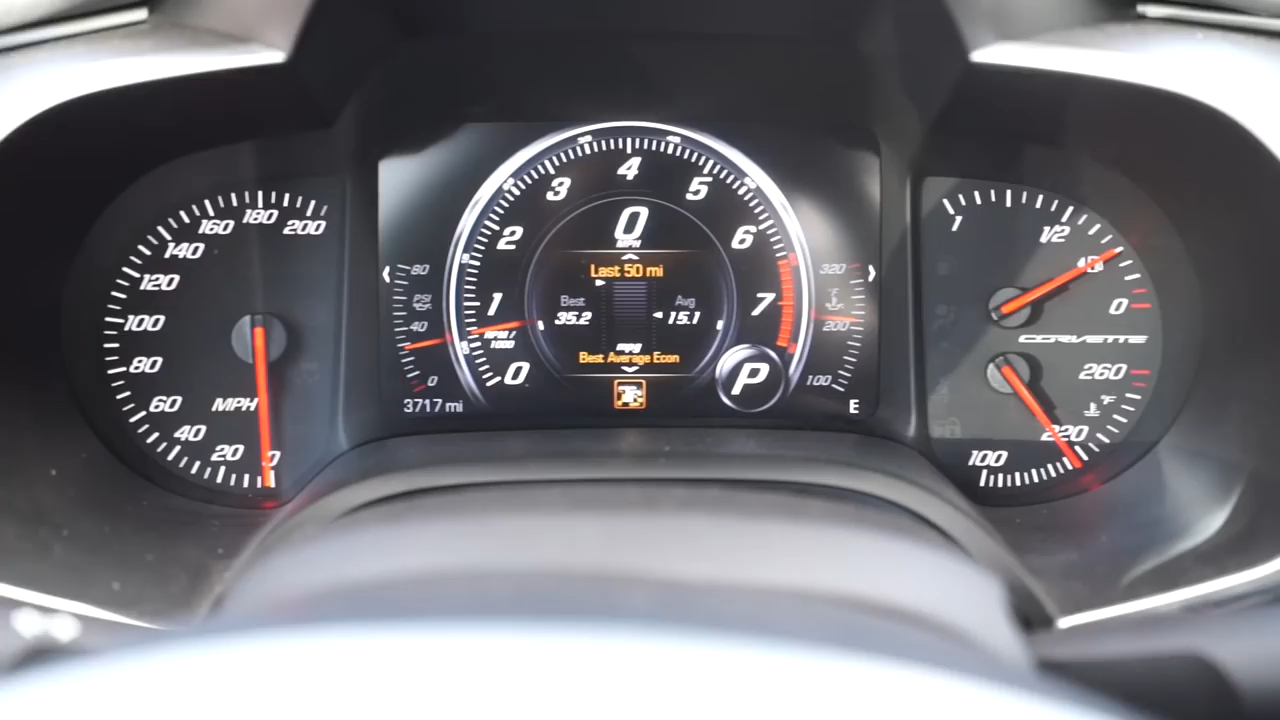 200
180
160
140
120
100
80
60
40
20
0
MPH
80
PSI
40
0
3717 mi
0
1
2
3
4
5
6
7
RPM /
1000
0
MPH
Last 50 mi
Best
35.2
Avg
15.1
mpg
Best Average Econ
P
320
°F
200
100
E
1
1/2
0
CORVETTE
260
°F
220
100